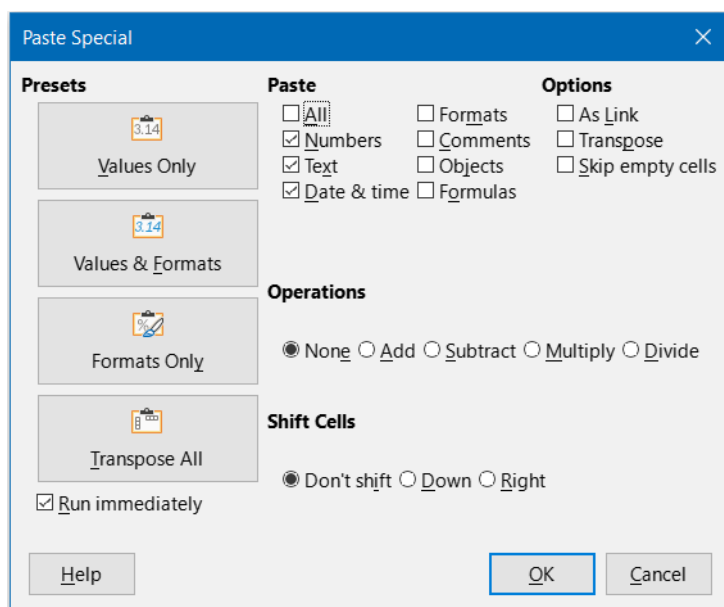 Paste Special
Presets
3.14
Values Only
3.14
Values & Formats
%
Formats Only
Transpose All
Run immediately
Paste
All
Numbers
Text
Date & time
Formats
Comments
Objects
Formulas
Options
As Link
Transpose
Skip empty cells
Operations
None Add Subtract Multiply Divide
Shift Cells
Don't shift Down Right
Help
OK
Cancel